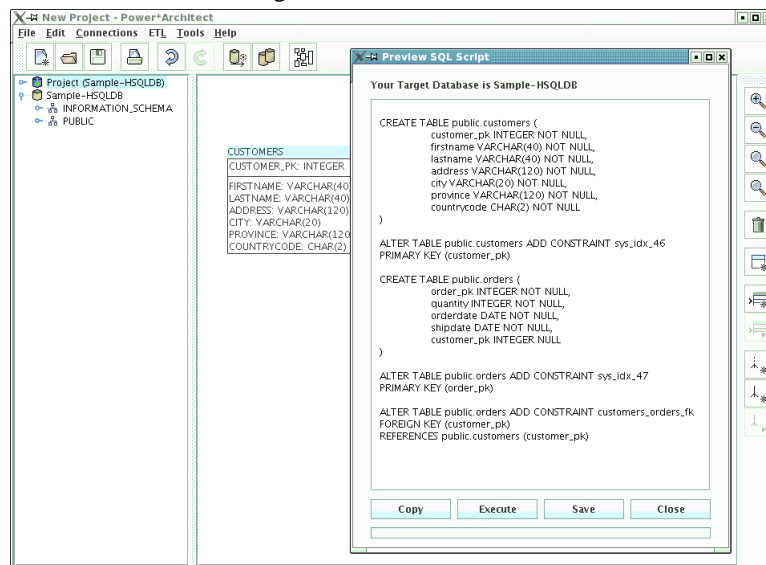 New Project - Power*Architect
File Edit Connections ETL Tools Help
Project (Sample-HSQLDB)
Sample-HSQLDB
INFORMATION_SCHEMA
PUBLIC
CUSTOMERS
CUSTOMER_PK: INTEGER
FIRSTNAME: VARCHAR(40)
LASTNAME: VARCHAR(40)
ADDRESS: VARCHAR(120)
CITY: VARCHAR(20)
PROVINCE: VARCHAR(120
COUNTRYCODE: CHAR(2)
Preview SQL Script
Your Target Database is Sample-HSQLDB
CREATE TABLE public.customers (
customer_pk INTEGER NOT NULL,
firstname VARCHAR(40) NOT NULL,
lastname VARCHAR(40) NOT NULL,
address VARCHAR(120) NOT NULL,
city VARCHAR(20) NOT NULL,
province VARCHAR(120) NOT NULL,
countrycode CHAR(2) NOT NULL
)
ALTER TABLE public.customers ADD CONSTRAINT sys_idx_46
PRIMARY KEY (customer_pk)
CREATE TABLE public.orders (
order_pk INTEGER NOT NULL,
quantity INTEGER NOT NULL,
orderdate DATE NOT NULL,
shipdate DATE NOT NULL,
customer_pk INTEGER NULL
)
ALTER TABLE public.orders ADD CONSTRAINT sys_idx_47
PRIMARY KEY (order_pk)
ALTER TABLE public.orders ADD CONSTRAINT customers_orders_fk
FOREIGN KEY (customer_pk)
REFERENCES public.customers (customer_pk)
Copy Execute Save Close